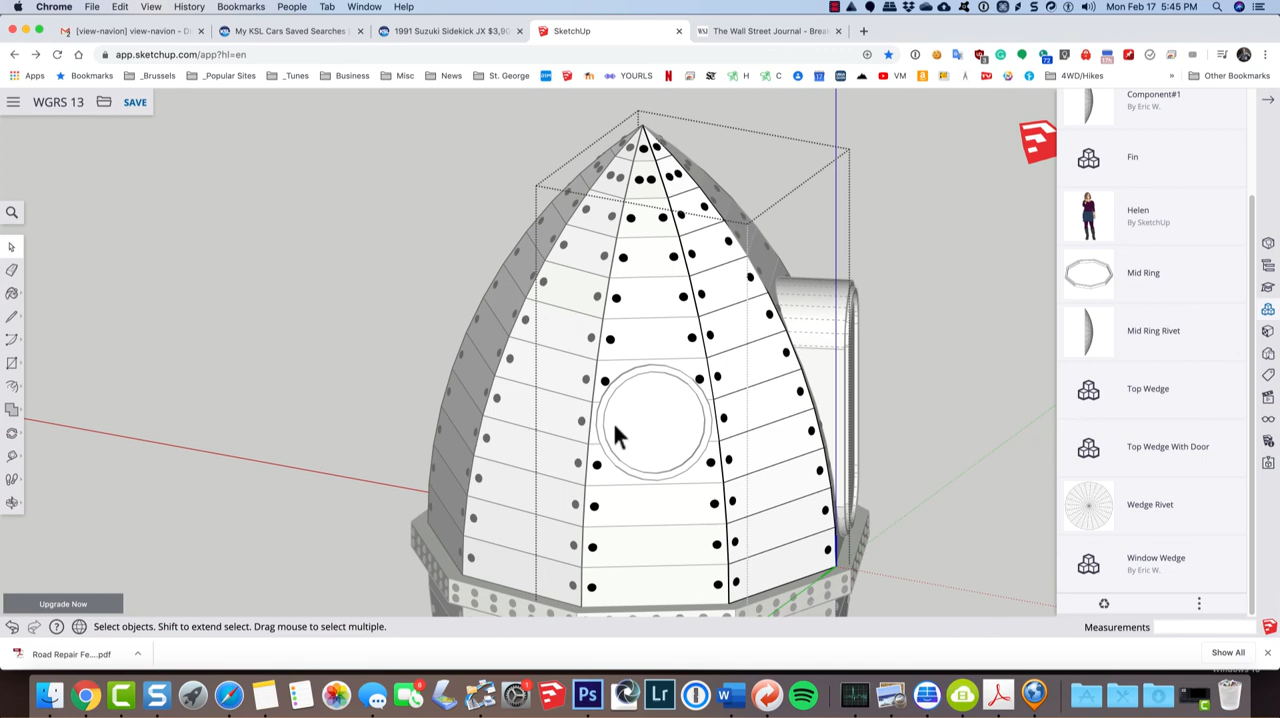 Chrome File Edit View History Bookmarks People Tab Window Help
Mon Feb 17 5:45 PM
[view-navion] view-navion - D
My KSL Cars Saved Searches |
1991 Suzuki Sidekick JX $3,90
SketchUp
The Wall Street Journal - Brea
app.sketchup.com/app?hl=en
Apps Bookmarks _Brussels _Popular Sites _Tunes Business Misc News St. George YOURLS H C VM 4WD/Hikes » Other Bookmarks
WGRS 13 SAVE
Component#1
By Eric W.
Fin
Helen
By SketchUp
Mid Ring
Mid Ring Rivet
Top Wedge
Top Wedge With Door
Wedge Rivet
Window Wedge
By Eric W.
Upgrade Now
Select objects. Shift to extend select. Drag mouse to select multiple.
Measurements
Road Repair Fe....pdf
Show All
Ps Lr